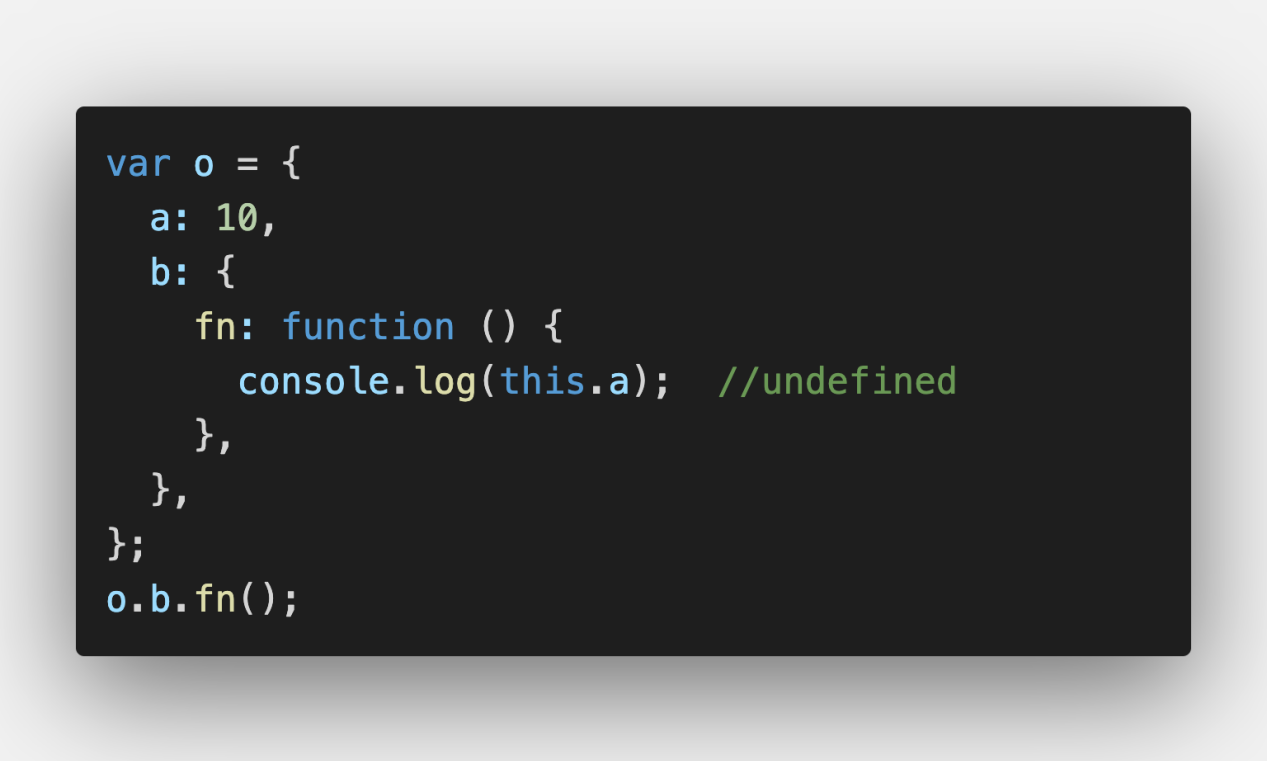 var o = {
  a: 10,
  b: {
    fn: function () {
      console.log(this.a);  //undefined
    },
  },
};
o.b.fn();